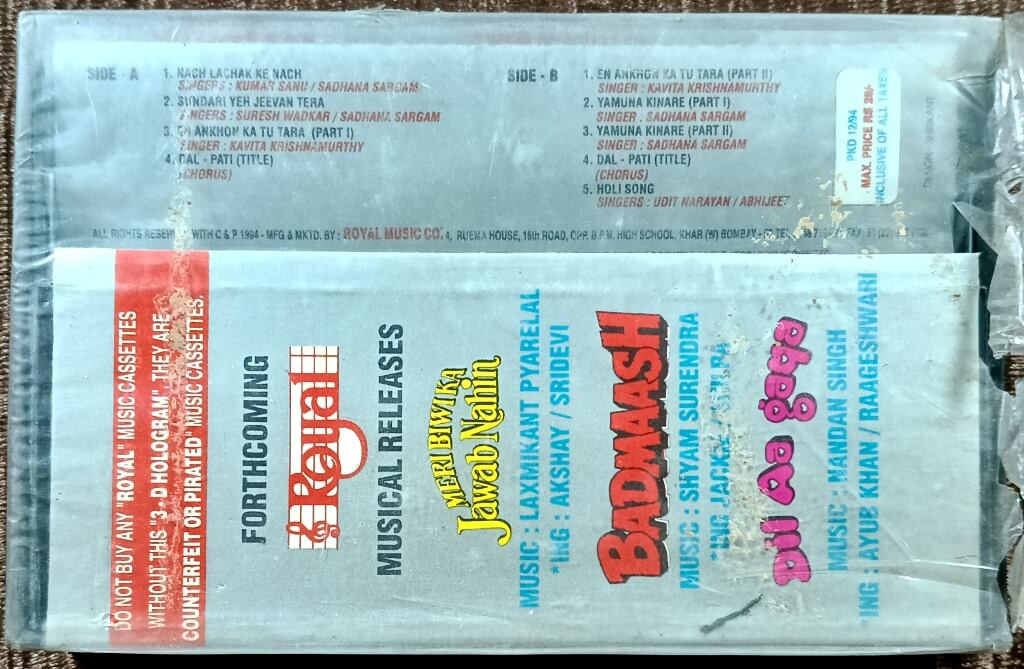 SIDE - A
1. NACH LACHAK KE NACH
SINGERS : KUMAR SANU / SADHANA SARGAM
2. SUNDARI YEH JEEVAN TERA
SINGERS : SURESH WADKAR / SADHANA SARGAM
3. EN ANKHON KA TU TARA (PART I)
SINGER : KAVITA KRISHNAMURTHY
4. DAL - PATI (TITLE)
(CHORUS)
SIDE - B
1. EN ANKHON KA TU TARA (PART II)
SINGER : KAVITA KRISHNAMURTHY
2. YAMUNA KINARE (PART I)
SINGER : SADHANA SARGAM
3. YAMUNA KINARE (PART II)
SINGER : SADHANA SARGAM
4. DAL - PATI (TITLE)
(CHORUS)
5. HOLI SONG
SINGERS : UDIT NARAYAN / ABHIJEET
PKD 12/94
MAX. PRICE RS 28/-
INCLUSIVE OF ALL TAXES
ALL RIGHTS WITH C & P 1994 - MFG & MKTD. BY : ROYAL MUSIC CO. 4, RUEMA HOUSE, 16th ROAD, OPP. B.P.M. HIGH SCHOOL, KHAR (W) BOMBAY -
DO NOT BUY ANY "ROYAL" MUSIC CASSETTES
WITHOUT THIS "3 - D HOLOGRAM". THEY ARE
COUNTERFEIT OR PIRATED" MUSIC CASSETTES.
FORTHCOMING
Royal
MUSICAL RELEASES
MERI BIWI KA
Jawab Nahin
MUSIC : LAXMIKANT PYARELAL
*ING : AKSHAY / SRIDEVI
BADMAASH
MUSIC : SHYAM SURENDRA
*ING JAPKEE /
Dil Aa Gaya
MUSIC : NANDAN SINGH
*ING : AYUB KHAN / RAAGESHWARI